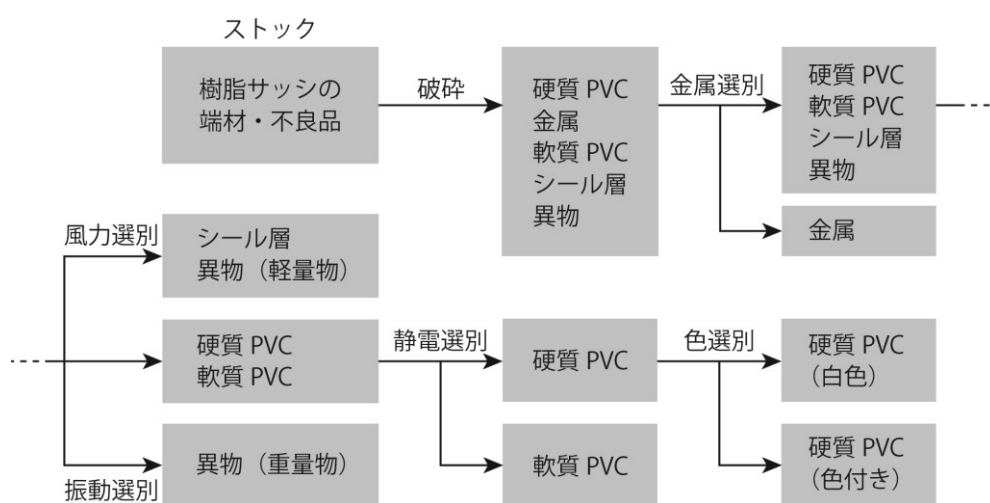 ストック
樹脂サッシの
端材・不良品
破砕
硬質 PVC
金属
軟質 PVC
シール層
異物
金属選別
硬質 PVC
軟質 PVC
シール層
異物
金属
風力選別
シール層
異物（軽量物）
硬質 PVC
軟質 PVC
静電選別
硬質 PVC
色選別
硬質 PVC
（白色）
振動選別
異物（重量物）
軟質 PVC
硬質 PVC
（色付き）